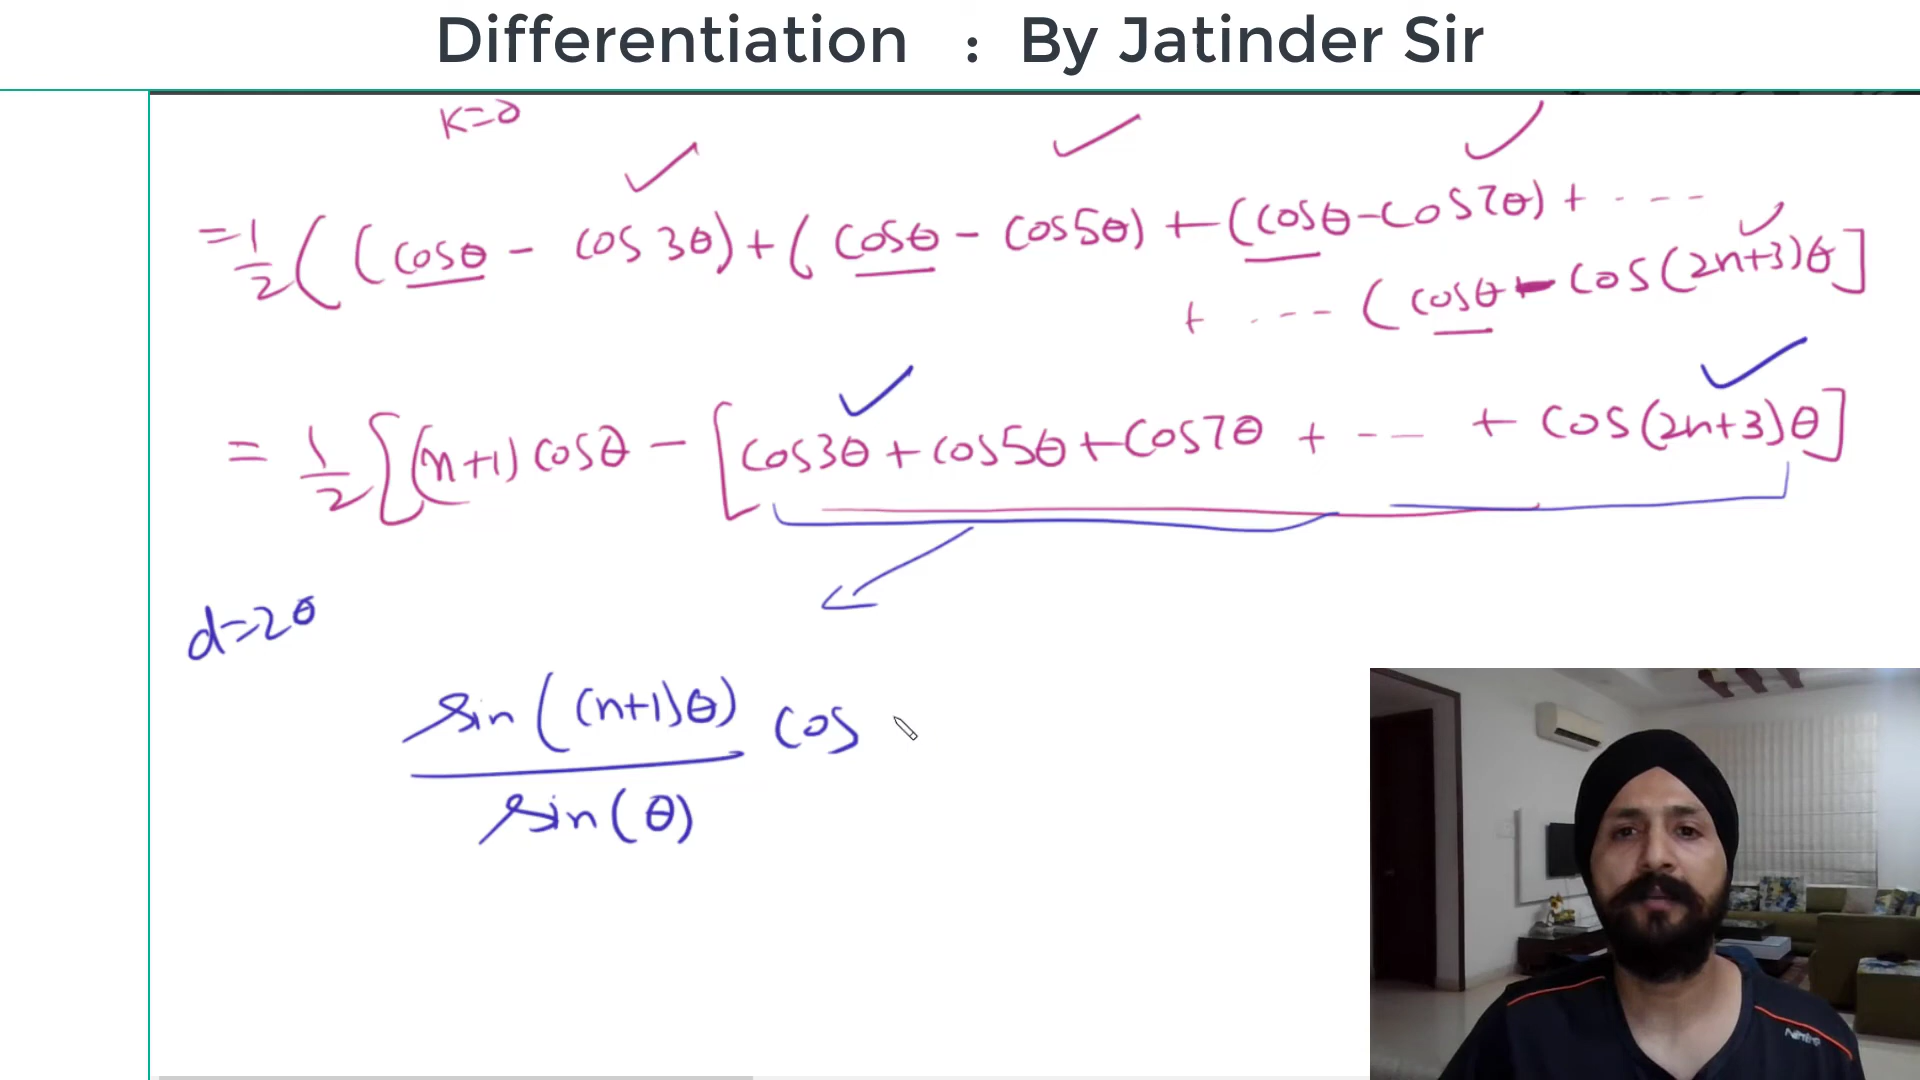 Differentiation : By Jatinder Sir
K=0
=1/2 ( (cosθ - cos 3θ) + ( cosθ - cos5θ) + (cosθ - cos7θ) + - - - -
+ - - - - (cosθ - cos(2n+3)θ]
= 1/2 [(n+1) cosθ - [cos3θ + cos5θ + cos7θ + - - - + cos(2n+3)θ]
d=2θ
sin((n+1)θ) cos
sin(θ)